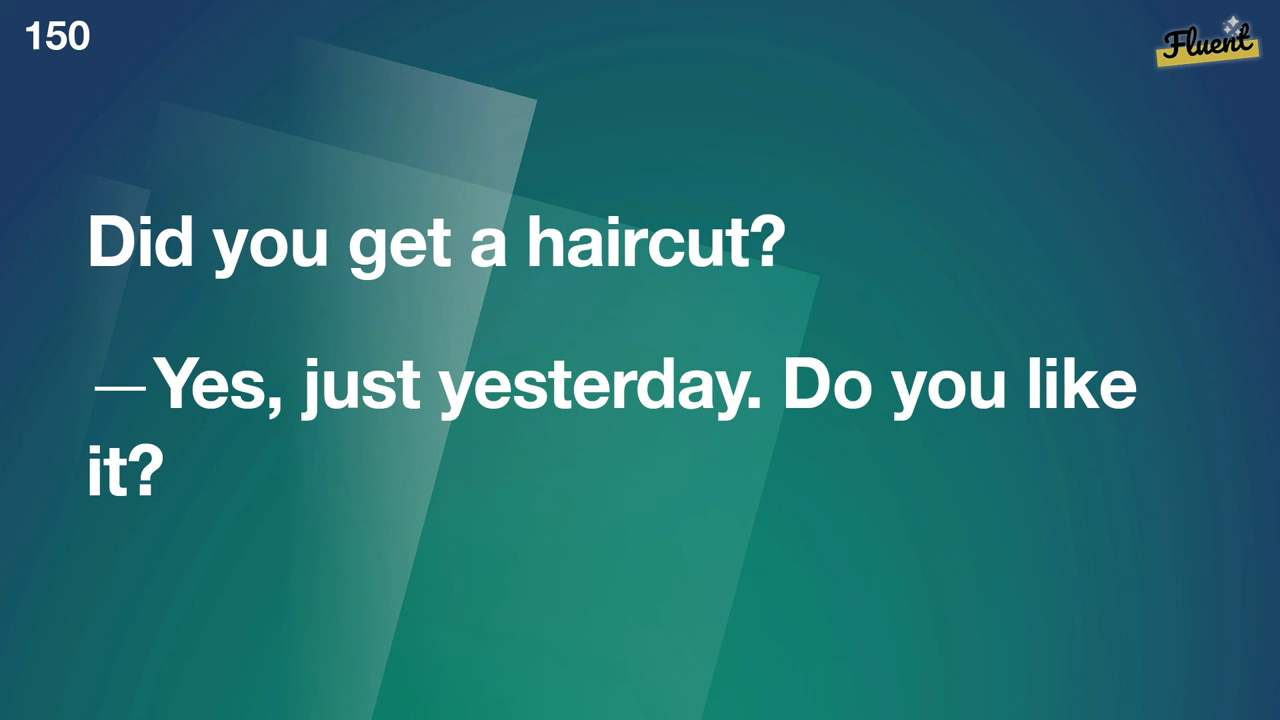 150
Fluent
Did you get a haircut?
—Yes, just yesterday. Do you like
it?